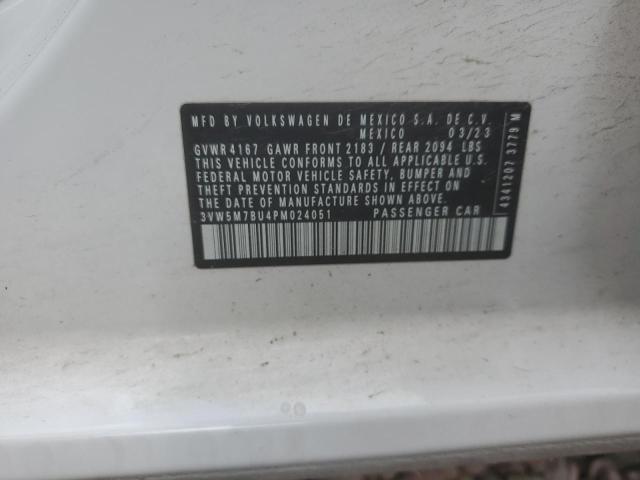 MFD BY VOLKSWAGEN DE MEXICO S.A. DE C.V.
MEXICO 03/23
GVWR 4167 GAWR FRONT 2183 / REAR 2094 LBS
THIS VEHICLE CONFORMS TO ALL APPLICABLE U.S.
FEDERAL MOTOR VEHICLE SAFETY, BUMPER AND
THEFT PREVENTION STANDARDS IN EFFECT ON THE
DATE OF MANUFACTURE SHOWN ABOVE.
3VW5M7BU4PM024051 PASSENGER CAR
4341207 3779 M